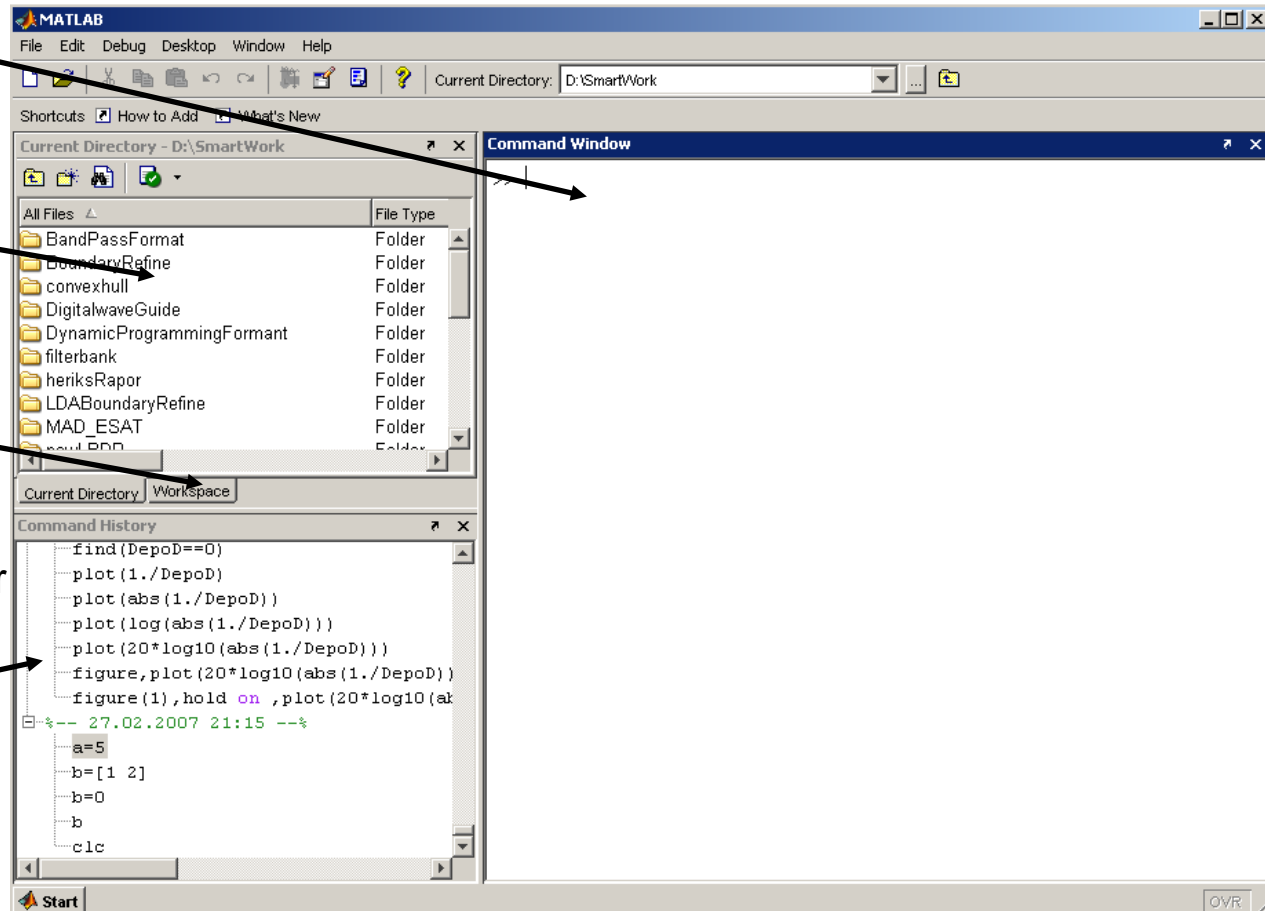 MATLAB
File Edit Debug Desktop Window Help
Current Directory: D:\SmartWork
Shortcuts How to Add What's New
Current Directory - D:\SmartWork
All Files File Type
BandPassFormat Folder
BoundaryRefine Folder
convexhull Folder
DigitalwaveGuide Folder
DynamicProgrammingFormant Folder
filterbank Folder
heriksRapor Folder
LDABoundaryRefine Folder
MAD_ESAT Folder
Folder
Current Directory Workspace
Command History
find(DepoD==0)
plot(1./DepoD)
plot(abs(1./DepoD))
plot(log(abs(1./DepoD)))
plot(20*log10(abs(1./DepoD)))
figure,plot(20*log10(abs(1./DepoD))
figure(1),hold on ,plot(20*log10(ab
%-- 27.02.2007 21:15 --%
a=5
b=[1 2]
b=0
b
clc
r
Command Window
>>
Start
OVR